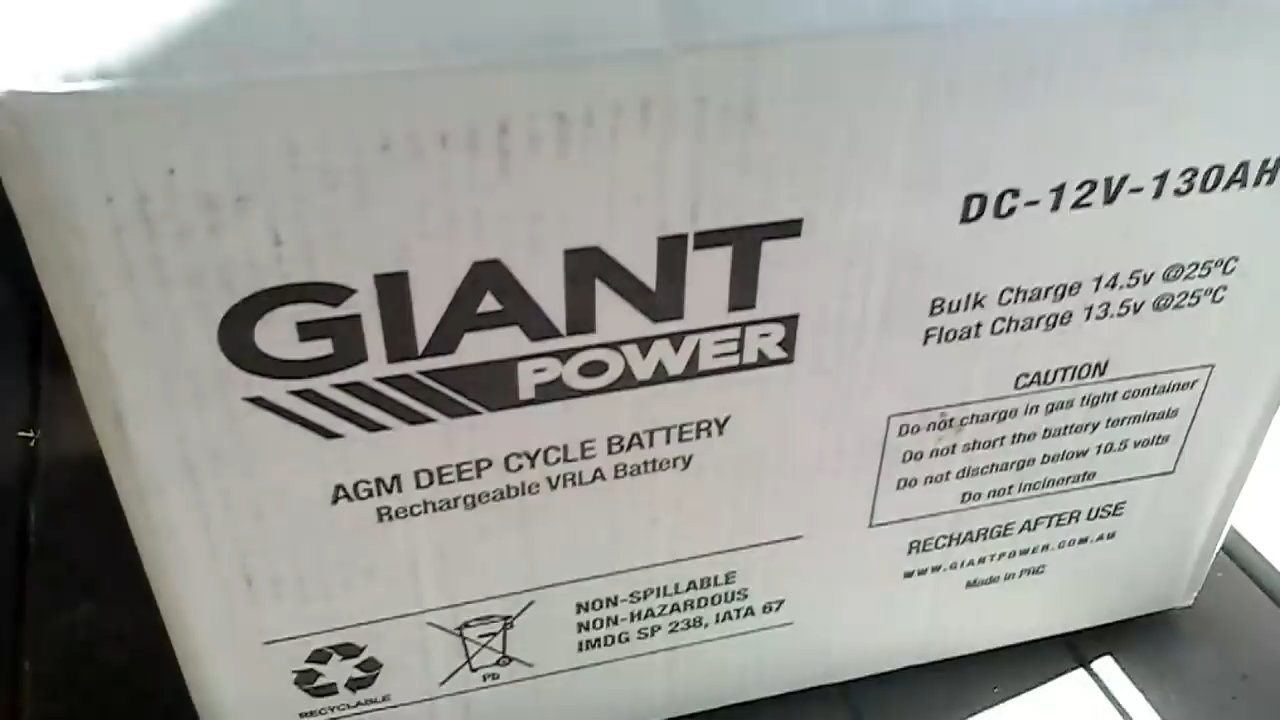 GIANT
POWER
AGM DEEP CYCLE BATTERY
Rechargeable VRLA Battery
RECYCLABLE
Pb
NON-SPILLABLE
NON-HAZARDOUS
IMDG SP 238, IATA 67
DC-12V-130AH
Bulk Charge 14.5v @25ºC
Float Charge 13.5v @25ºC
CAUTION
Do not charge in gas tight container
Do not short the battery terminals
Do not discharge below 10.5 volts
Do not incinerate
RECHARGE AFTER USE
WWW.GIANTPOWER.COM.AU
Made in PRC